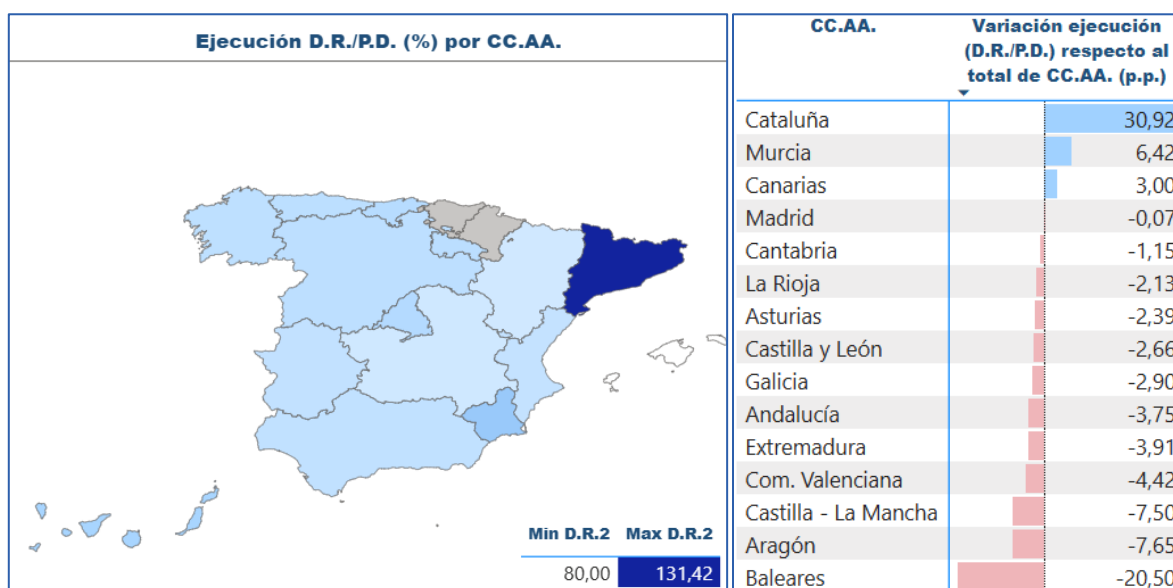 Ejecución D.R./P.D. (%) por CC.AA.
Min D.R.2 Max D.R.2
80,00 131,42
CC.AA. Variación ejecución
(D.R./P.D.) respecto al
total de CC.AA. (p.p.)
Cataluña 30,92
Murcia 6,42
Canarias 3,00
Madrid -0,07
Cantabria -1,15
La Rioja -2,13
Asturias -2,39
Castilla y León -2,66
Galicia -2,90
Andalucía -3,75
Extremadura -3,91
Com. Valenciana -4,42
Castilla - La Mancha -7,50
Aragón -7,65
Baleares -20,50